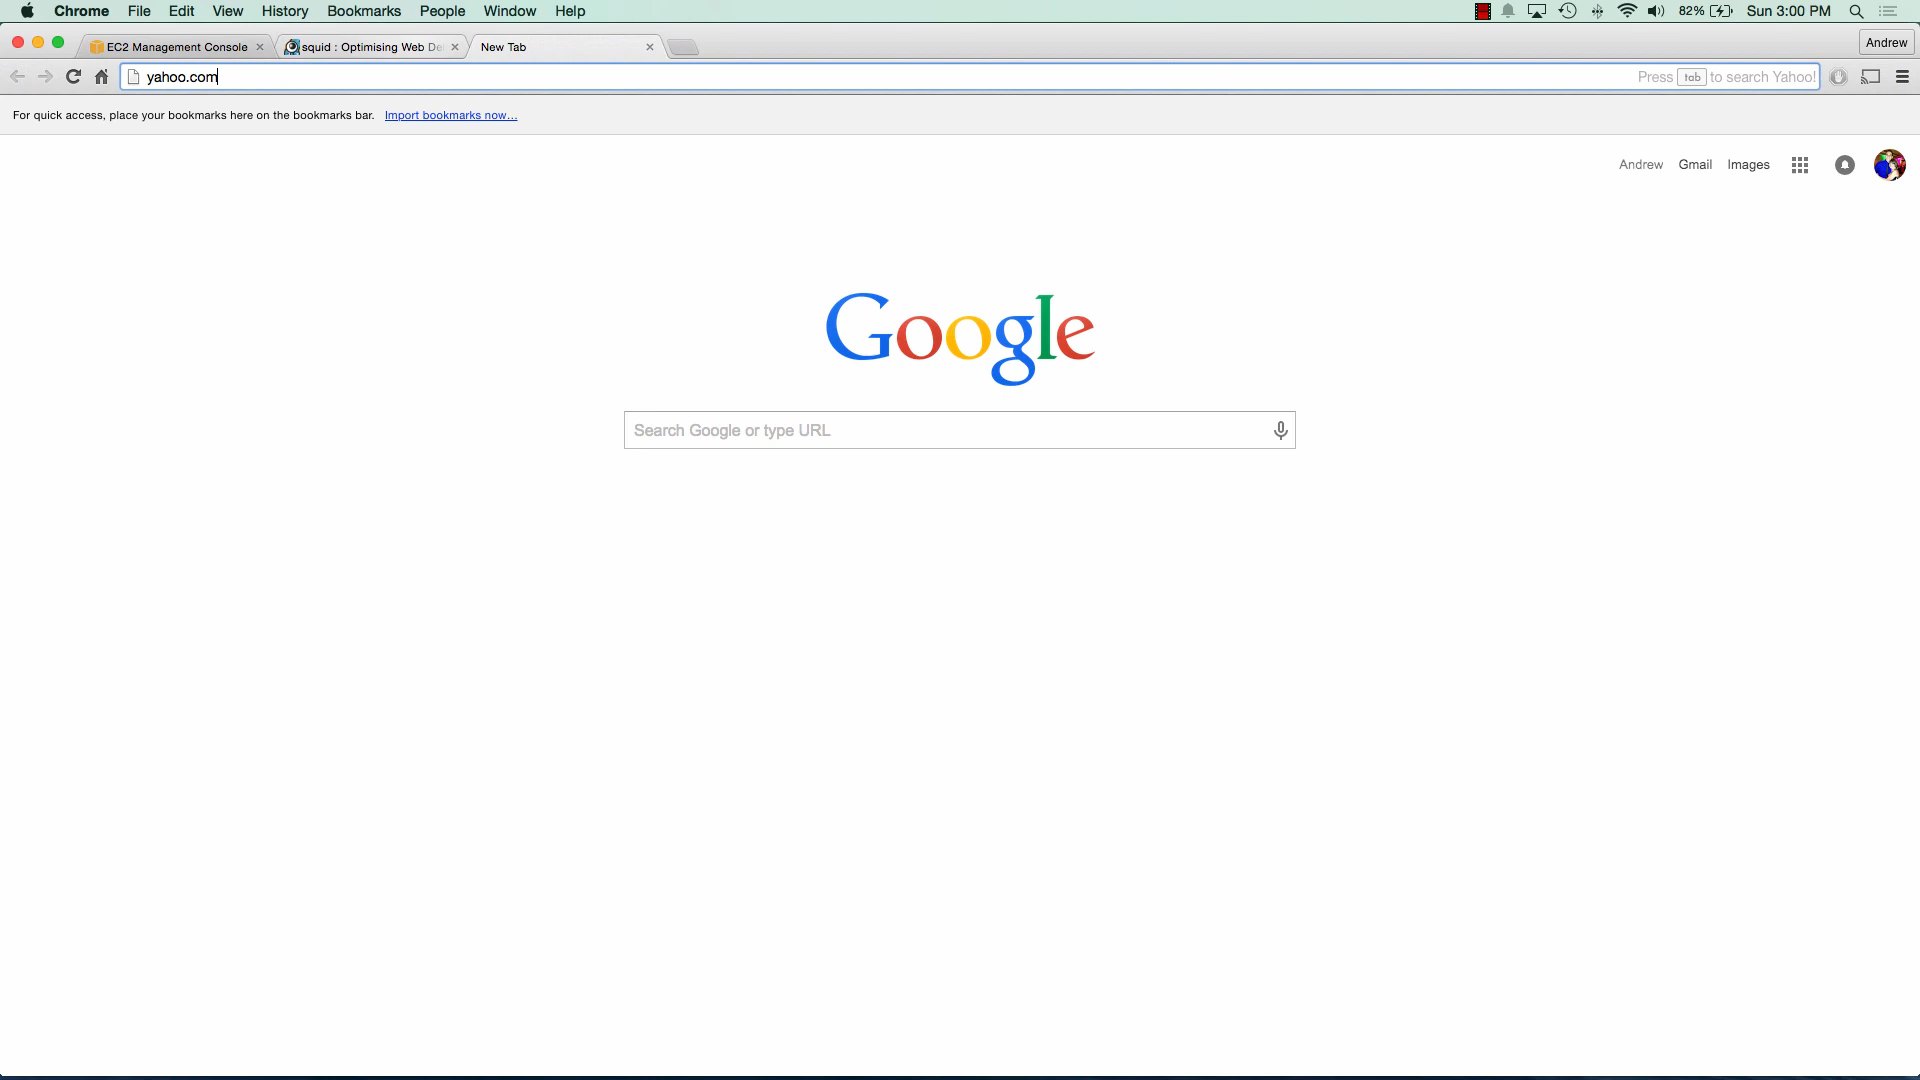 Chrome File Edit View History Bookmarks People Window Help 82% Sun 3:00 PM
EC2 Management Console squid : Optimising Web De New Tab Andrew
yahoo.com Press tab to search Yahoo!
For quick access, place your bookmarks here on the bookmarks bar. Import bookmarks now...
Andrew Gmail Images
Google
Search Google or type URL